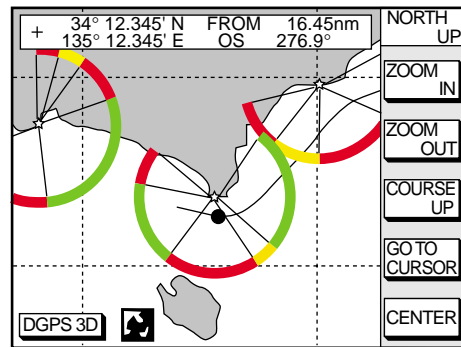 + 34° 12.345' N FROM 16.45nm
135° 12.345' E OS 276.9°
NORTH
UP
ZOOM
IN
ZOOM
OUT
COURSE
UP
GO TO
CURSOR
CENTER
DGPS 3D